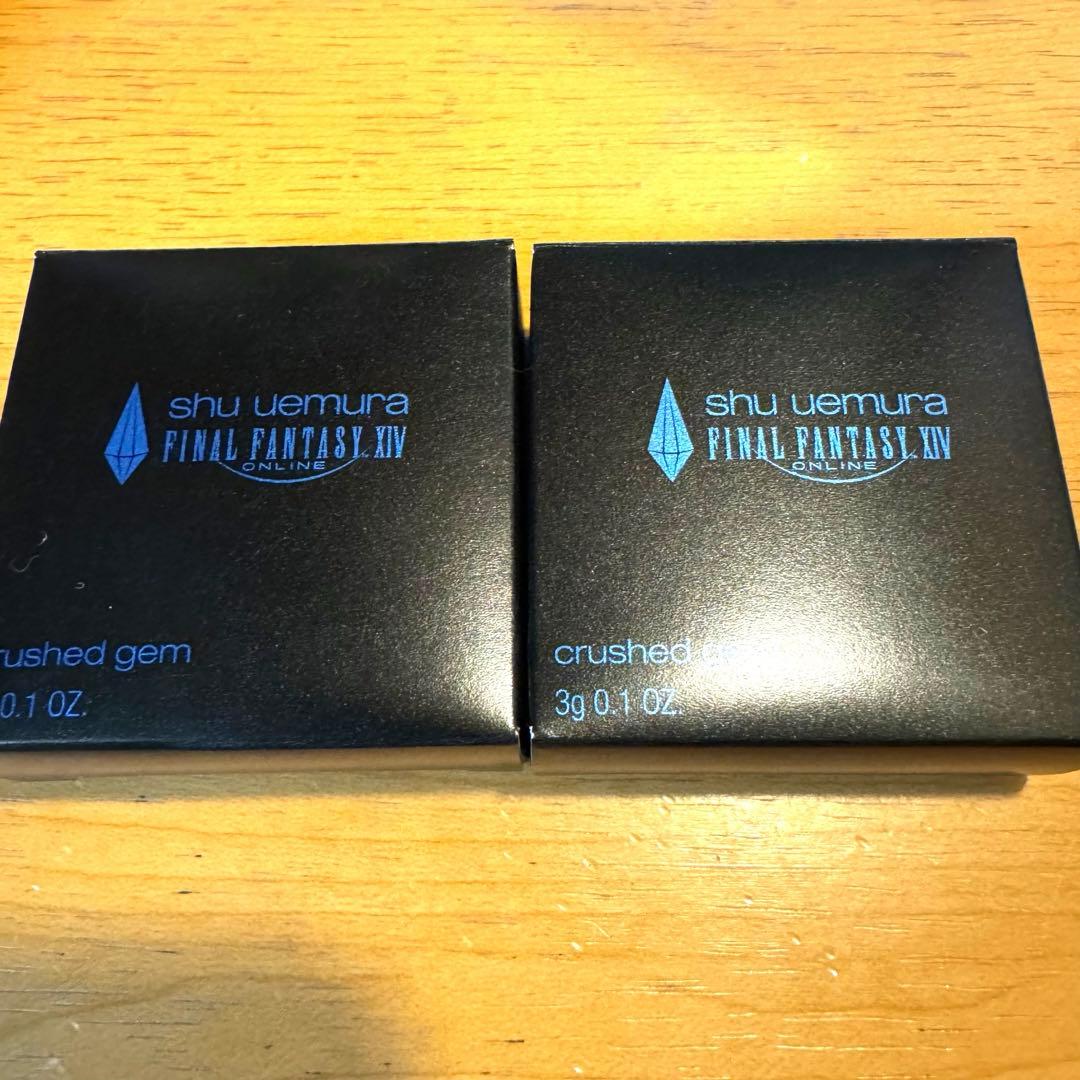 shu uemura
FINAL FANTASY XIV
ONLINE
rushed gem
0.1 OZ.
shu uemura
FINAL FANTASY XIV
ONLINE
crushed
3g 0.1 OZ.